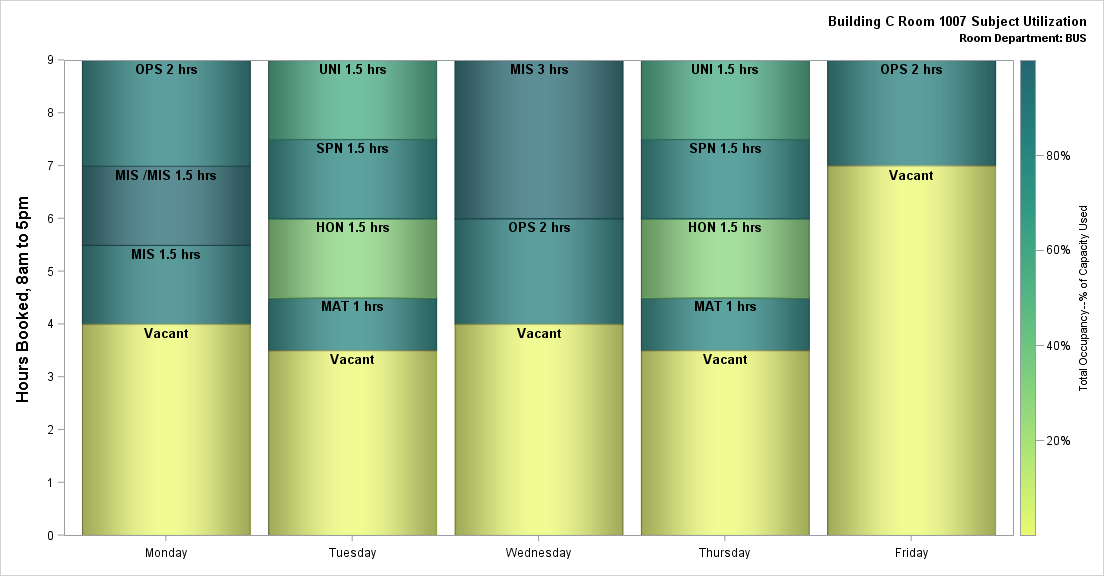 Building C Room 1007 Subject Utilization
Room Department: BUS
Hours Booked, 8am to 5pm
9
8
7
6
5
4
3
2
1
0
OPS 2 hrs
MIS /MIS 1.5 hrs
MIS 1.5 hrs
Vacant
UNI 1.5 hrs
SPN 1.5 hrs
HON 1.5 hrs
MAT 1 hrs
Vacant
MIS 3 hrs
OPS 2 hrs
Vacant
UNI 1.5 hrs
SPN 1.5 hrs
HON 1.5 hrs
MAT 1 hrs
Vacant
OPS 2 hrs
Vacant
Monday
Tuesday
Wednesday
Thursday
Friday
80%
60%
40%
20%
Total Occupancy--% of Capacity Used